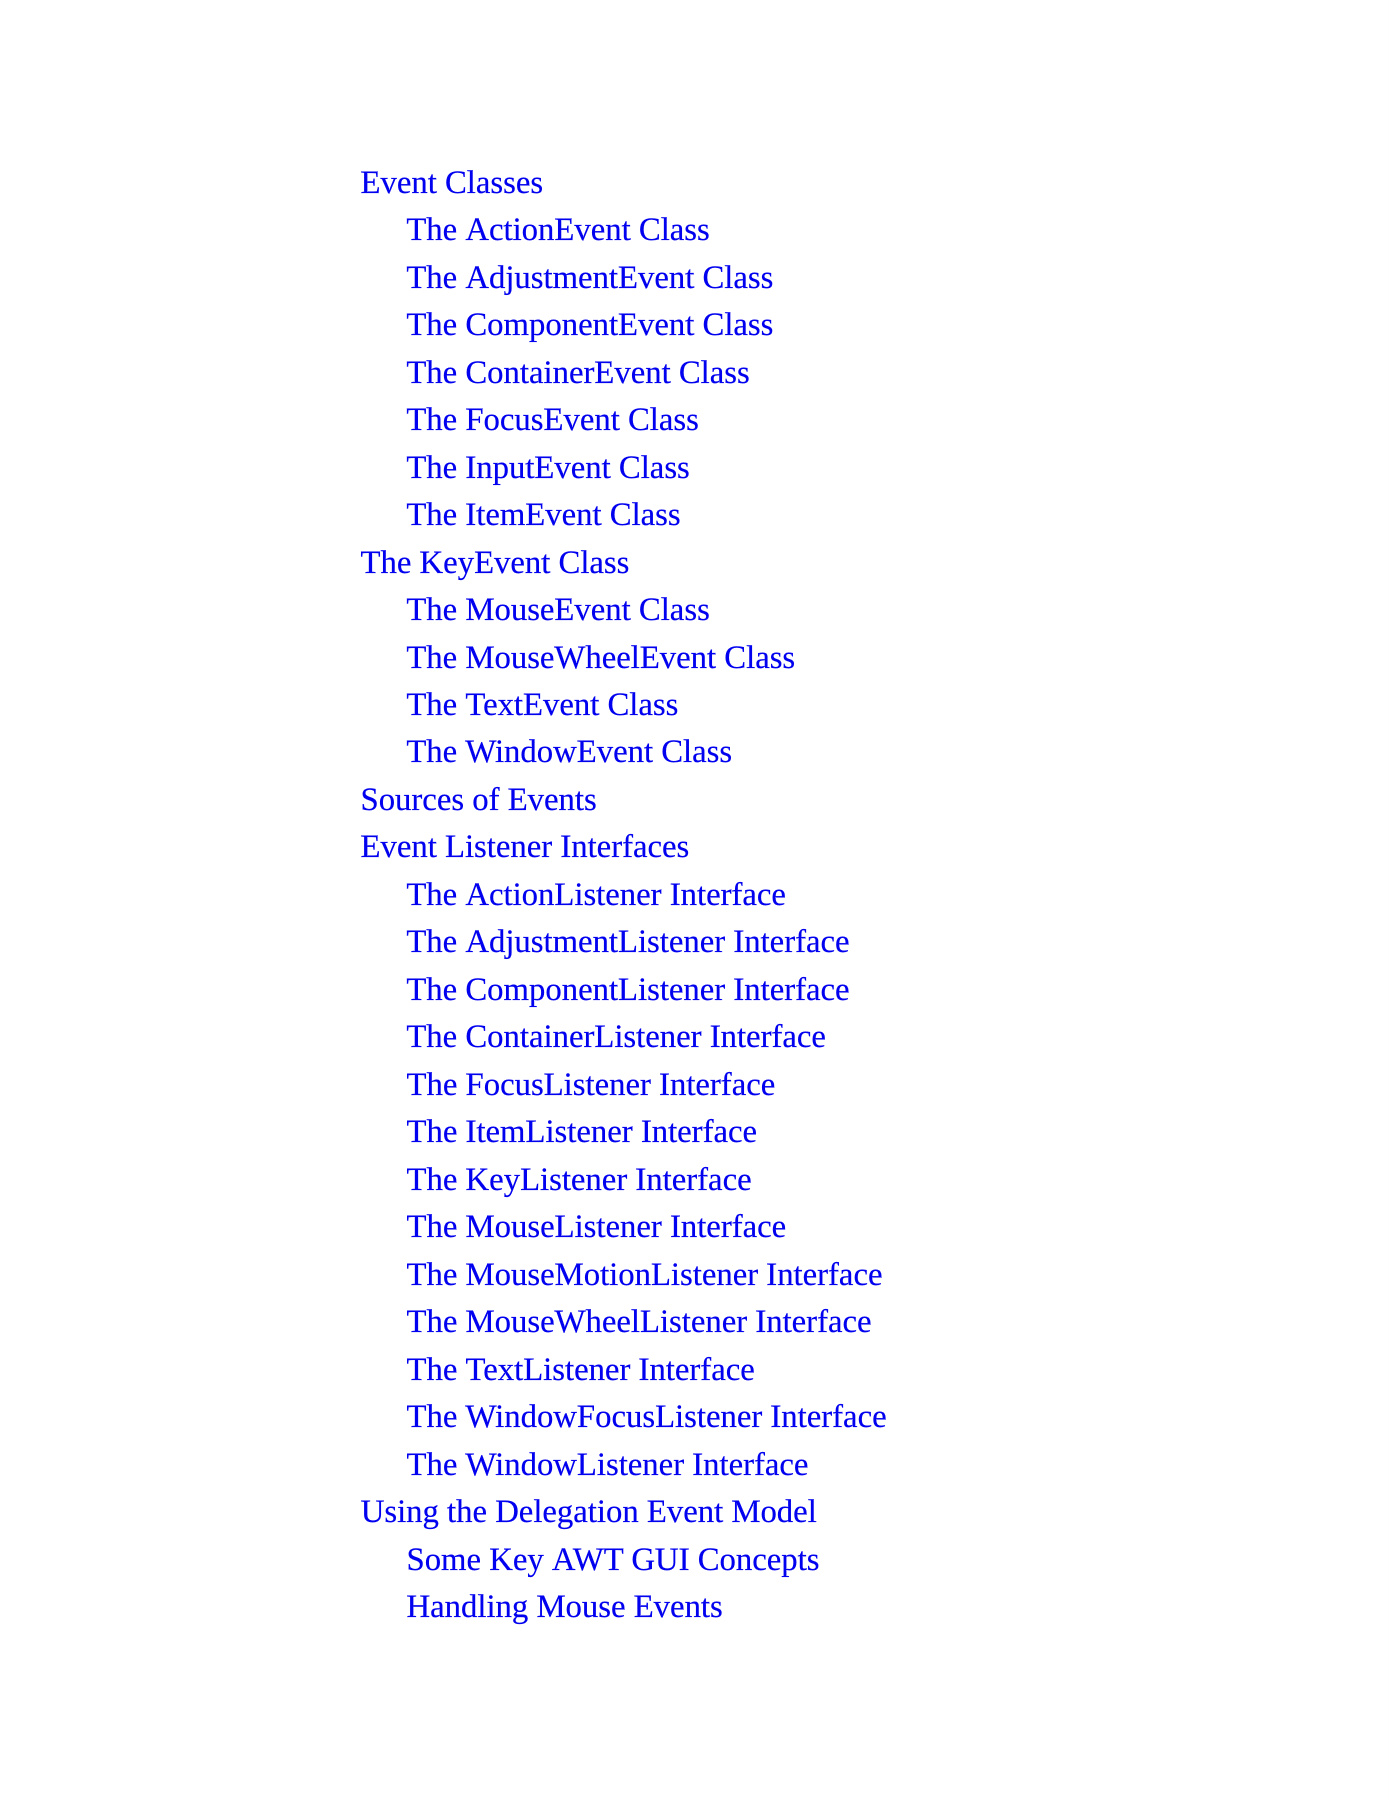 Event Classes
The ActionEvent Class
The AdjustmentEvent Class
The ComponentEvent Class
The ContainerEvent Class
The FocusEvent Class
The InputEvent Class
The ItemEvent Class
The KeyEvent Class
The MouseEvent Class
The MouseWheelEvent Class
The TextEvent Class
The WindowEvent Class
Sources of Events
Event Listener Interfaces
The ActionListener Interface
The AdjustmentListener Interface
The ComponentListener Interface
The ContainerListener Interface
The FocusListener Interface
The ItemListener Interface
The KeyListener Interface
The MouseListener Interface
The MouseMotionListener Interface
The MouseWheelListener Interface
The TextListener Interface
The WindowFocusListener Interface
The WindowListener Interface
Using the Delegation Event Model
Some Key AWT GUI Concepts
Handling Mouse Events